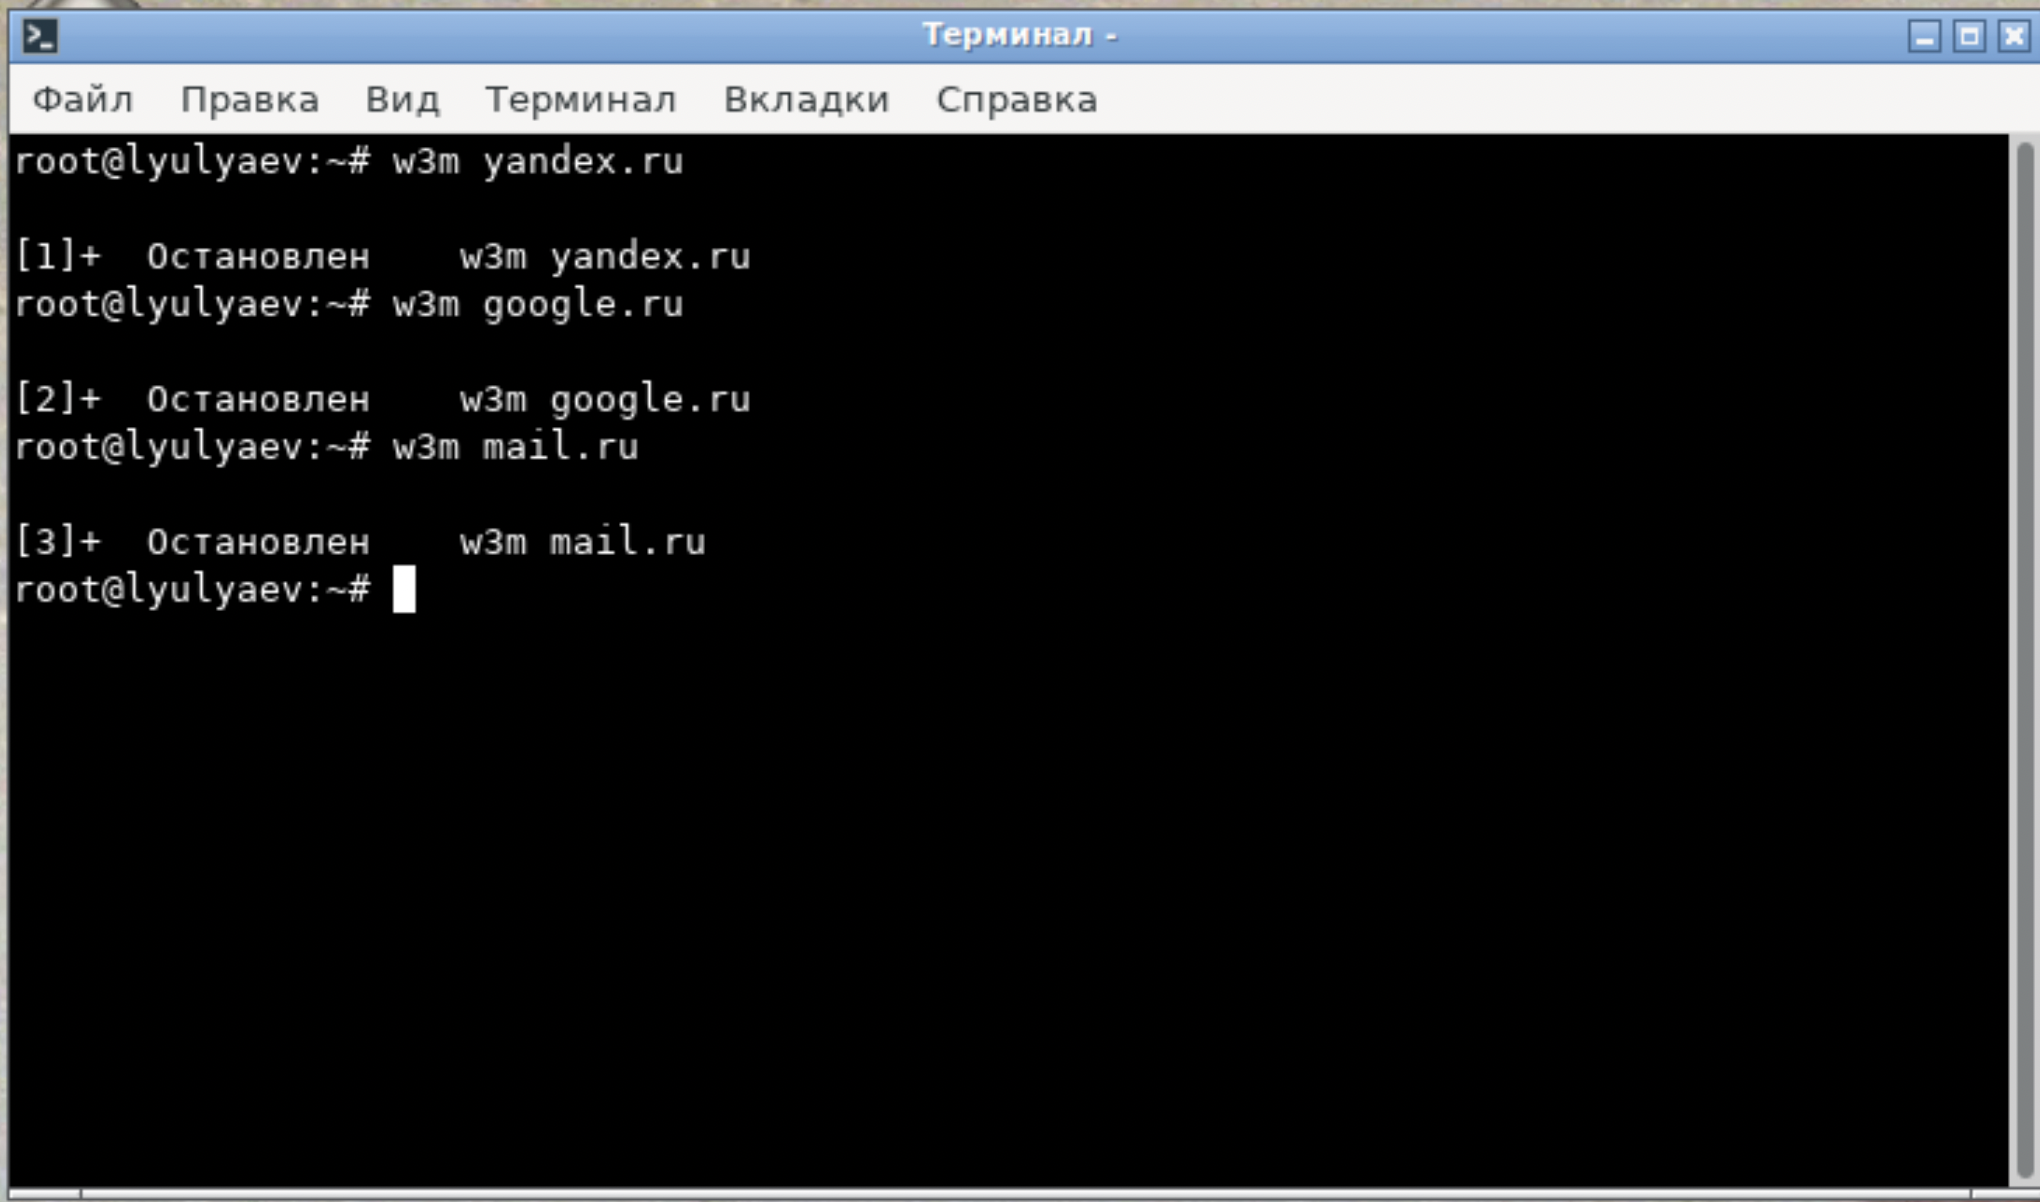 Терминал -
Файл Правка Вид Терминал Вкладки Справка
root@lyulyaev:~# w3m yandex.ru
[1]+  Остановлен    w3m yandex.ru
root@lyulyaev:~# w3m google.ru
[2]+  Остановлен    w3m google.ru
root@lyulyaev:~# w3m mail.ru
[3]+  Остановлен    w3m mail.ru
root@lyulyaev:~#